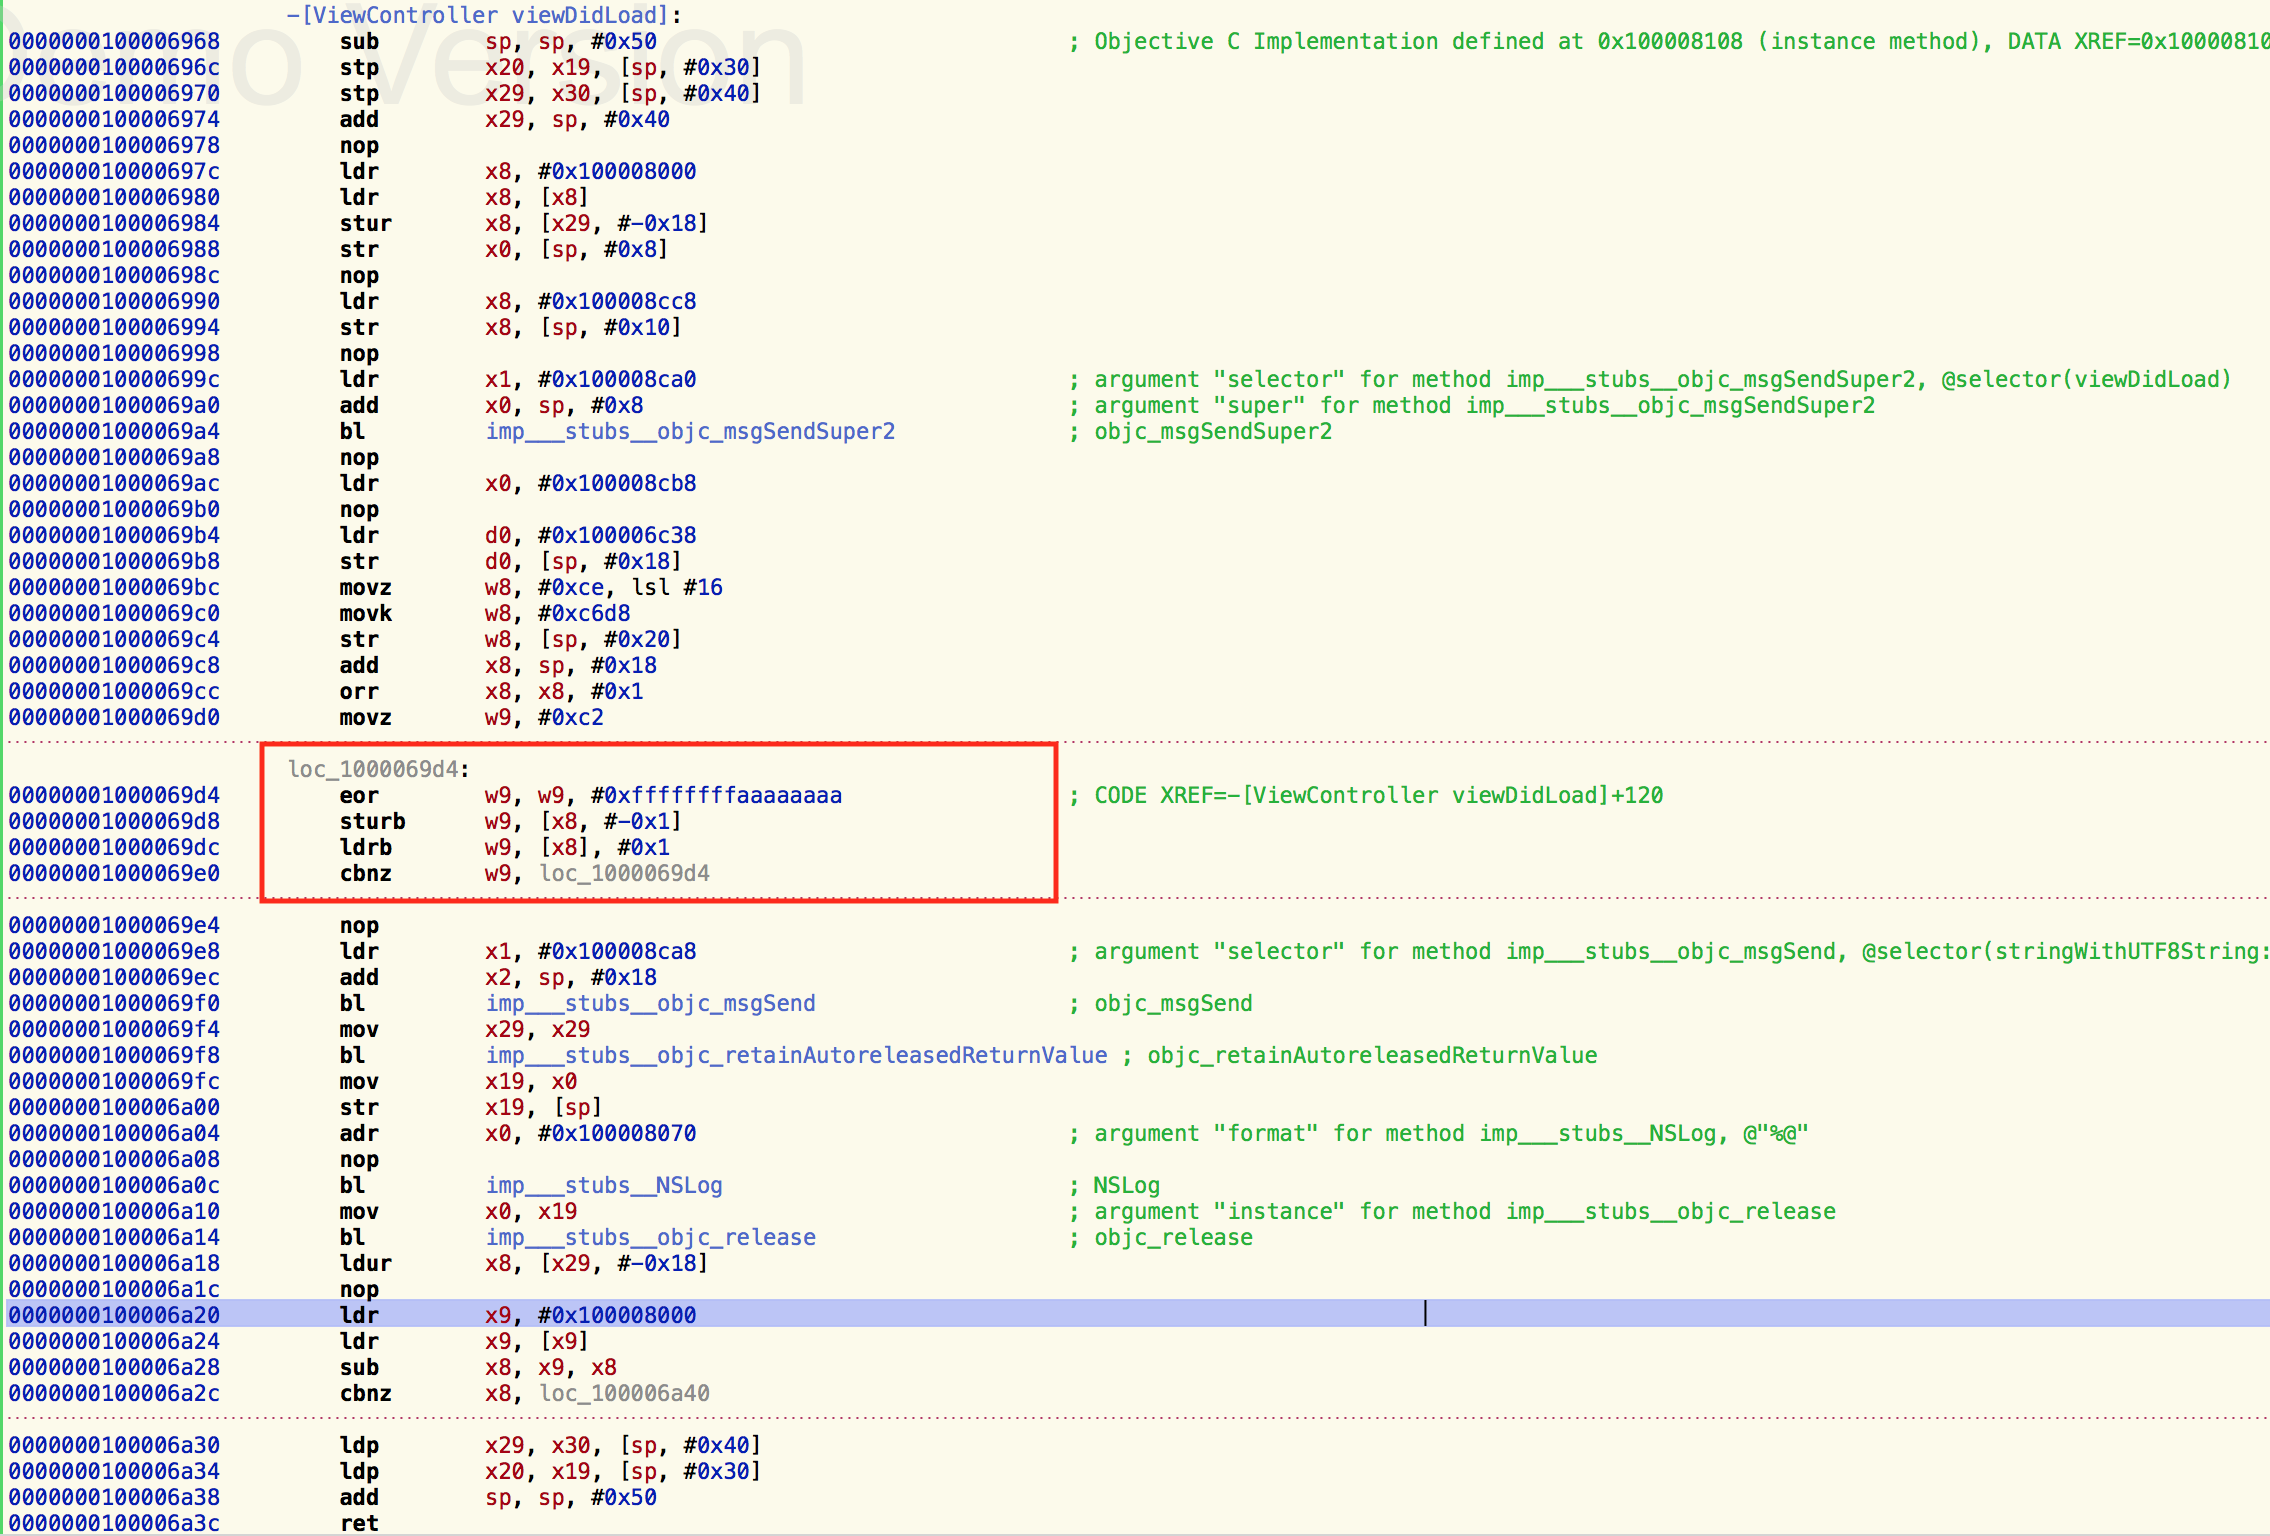 -[ViewController viewDidLoad]:
0000000100006968 sub sp, sp, #0x50 ; Objective C Implementation defined at 0x100008108 (instance method), DATA XREF=0x10000810
000000010000696c stp x20, x19, [sp, #0x30]
0000000100006970 stp x29, x30, [sp, #0x40]
0000000100006974 add x29, sp, #0x40
0000000100006978 nop
000000010000697c ldr x8, #0x100008000
0000000100006980 ldr x8, [x8]
0000000100006984 stur x8, [x29, #-0x18]
0000000100006988 str x0, [sp, #0x8]
000000010000698c nop
0000000100006990 ldr x8, #0x100008cc8
0000000100006994 str x8, [sp, #0x10]
0000000100006998 nop
000000010000699c ldr x1, #0x100008ca0 ; argument "selector" for method imp___stubs__objc_msgSendSuper2, @selector(viewDidLoad)
00000001000069a0 add x0, sp, #0x8 ; argument "super" for method imp___stubs__objc_msgSendSuper2
00000001000069a4 bl imp___stubs__objc_msgSendSuper2 ; objc_msgSendSuper2
00000001000069a8 nop
00000001000069ac ldr x0, #0x100008cb8
00000001000069b0 nop
00000001000069b4 ldr d0, #0x100006c38
00000001000069b8 str d0, [sp, #0x18]
00000001000069bc movz w8, #0xce, lsl #16
00000001000069c0 movk w8, #0xc6d8
00000001000069c4 str w8, [sp, #0x20]
00000001000069c8 add x8, sp, #0x18
00000001000069cc orr x8, x8, #0x1
00000001000069d0 movz w9, #0xc2
loc_1000069d4:
00000001000069d4 eor w9, w9, #0xffffffffaaaaaaaa ; CODE XREF=-[ViewController viewDidLoad]+120
00000001000069d8 sturb w9, [x8, #-0x1]
00000001000069dc ldrb w9, [x8], #0x1
00000001000069e0 cbnz w9, loc_1000069d4
00000001000069e4 nop
00000001000069e8 ldr x1, #0x100008ca8 ; argument "selector" for method imp___stubs__objc_msgSend, @selector(stringWithUTF8String:
00000001000069ec add x2, sp, #0x18
00000001000069f0 bl imp___stubs__objc_msgSend ; objc_msgSend
00000001000069f4 mov x29, x29
00000001000069f8 bl imp___stubs__objc_retainAutoreleasedReturnValue ; objc_retainAutoreleasedReturnValue
00000001000069fc mov x19, x0
0000000100006a00 str x19, [sp]
0000000100006a04 adr x0, #0x100008070 ; argument "format" for method imp___stubs__NSLog, @"%@"
0000000100006a08 nop
0000000100006a0c bl imp___stubs__NSLog ; NSLog
0000000100006a10 mov x0, x19 ; argument "instance" for method imp___stubs__objc_release
0000000100006a14 bl imp___stubs__objc_release ; objc_release
0000000100006a18 ldur x8, [x29, #-0x18]
0000000100006a1c nop
0000000100006a20 ldr x9, #0x100008000
0000000100006a24 ldr x9, [x9]
0000000100006a28 sub x8, x9, x8
0000000100006a2c cbnz x8, loc_100006a40
0000000100006a30 ldp x29, x30, [sp, #0x40]
0000000100006a34 ldp x20, x19, [sp, #0x30]
0000000100006a38 add sp, sp, #0x50
0000000100006a3c ret
Version